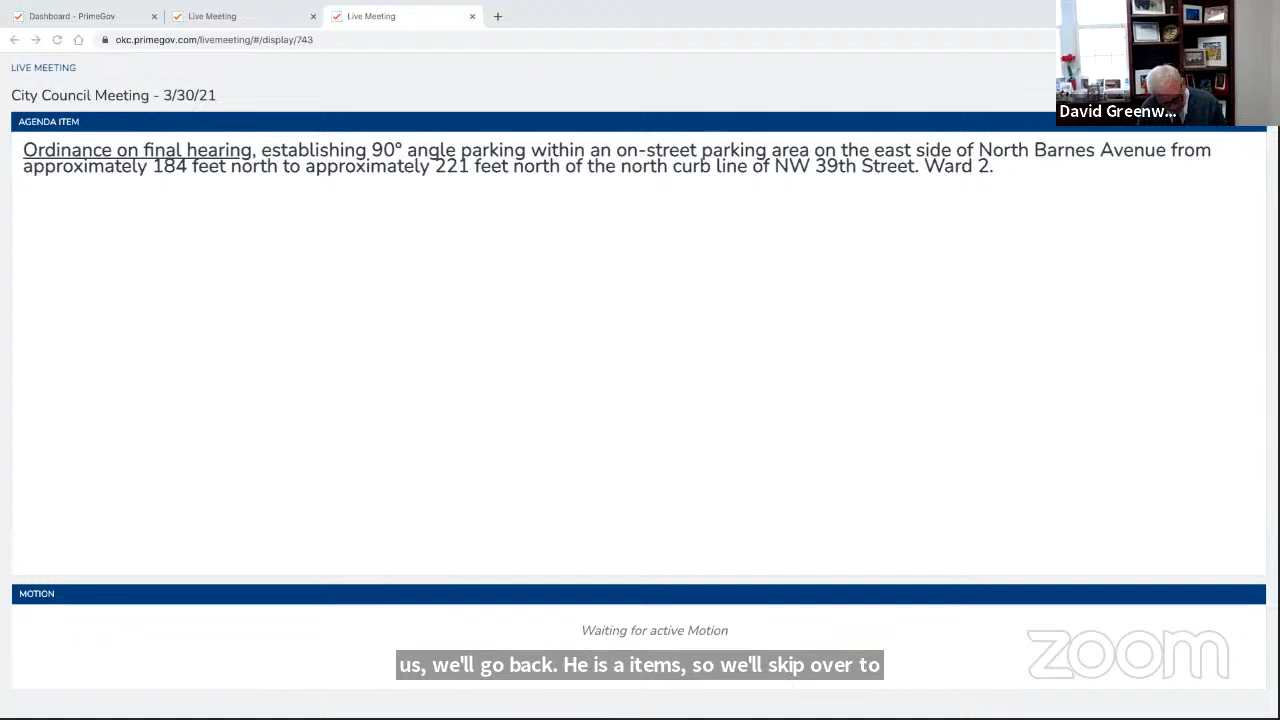 Dashboard - PrimeGov
Live Meeting
Live Meeting
okc.primegov.com/livemeeting/#/display/743
LIVE MEETING
City Council Meeting - 3/30/21
David Greenw...
AGENDA ITEM
Ordinance on final hearing, establishing 90° angle parking within an on-street parking area on the east side of North Barnes Avenue from
approximately 184 feet north to approximately 221 feet north of the north curb line of NW 39th Street. Ward 2.
MOTION
Waiting for active Motion
us, we'll go back. He is a items, so we'll skip over to
zoom